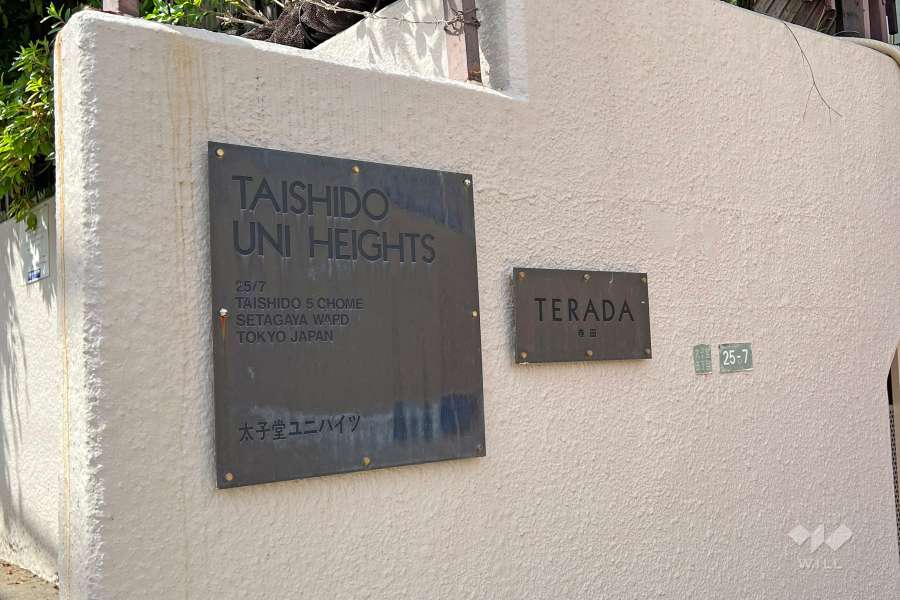 TAISHIDO
UNI HEIGHTS
25/7
TAISHIDO 5 CHOME
SETAGAYA WARD
TOKYO JAPAN
太子堂ユニハイツ
TERADA
寺田
25-7
WILL